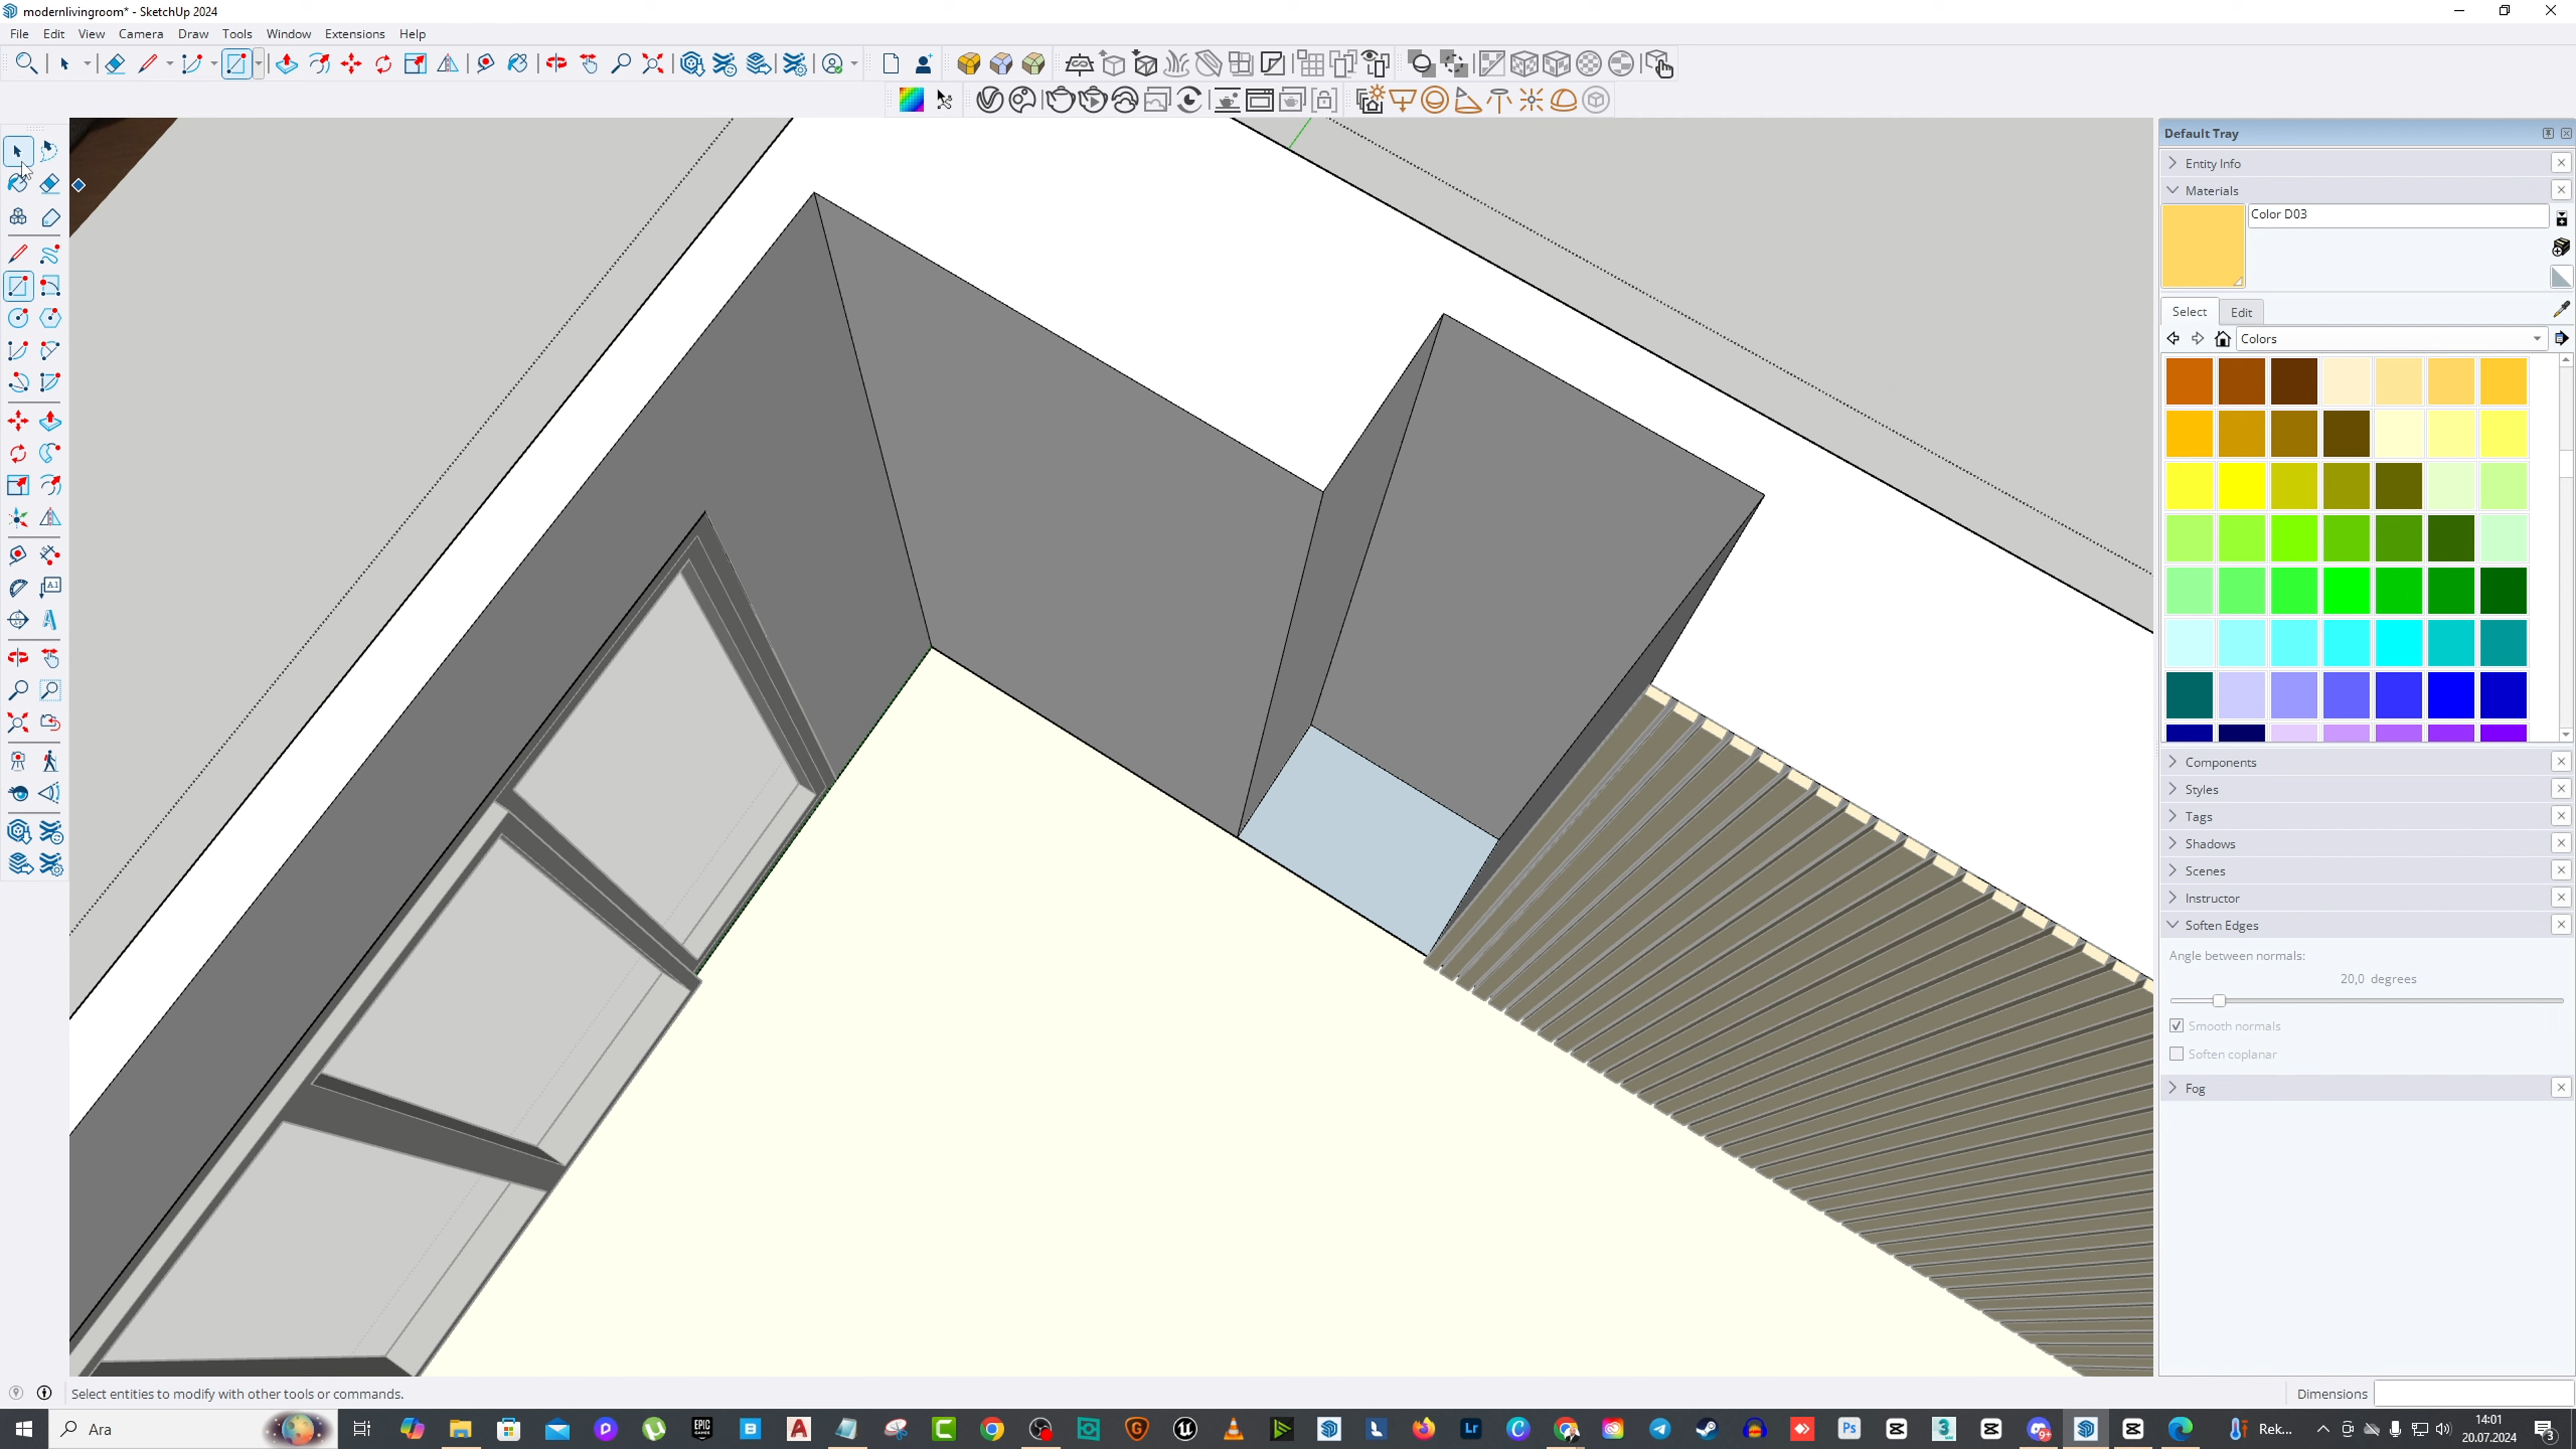 modernlivingroom* - SketchUp 2024
File Edit View Camera Draw Tools Window Extensions Help
Default Tray
Entity Info
Materials
Color D03
Select Edit
Colors
Components
Styles
Tags
Shadows
Scenes
Instructor
Soften Edges
Angle between normals:
20,0 degrees
Smooth normals
Soften coplanar
Fog
Select entities to modify with other tools or commands.
Dimensions
Ara
Rek...
14:01
20.07.2024